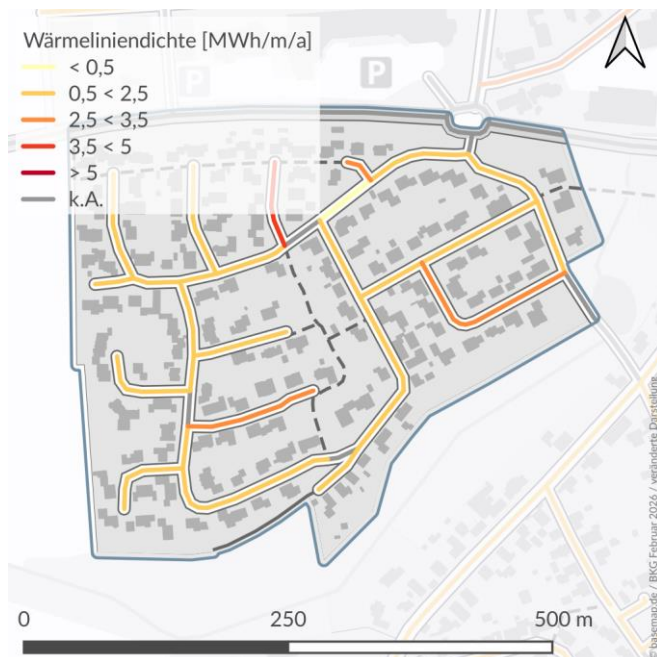 Wärmeliniendichte [MWh/m/a]
< 0,5
0,5 < 2,5
2,5 < 3,5
3,5 < 5
> 5
k.A.
P
P
© basemap.de / BKG Februar 2026 / veränderte Darstellung
0 250 500 m